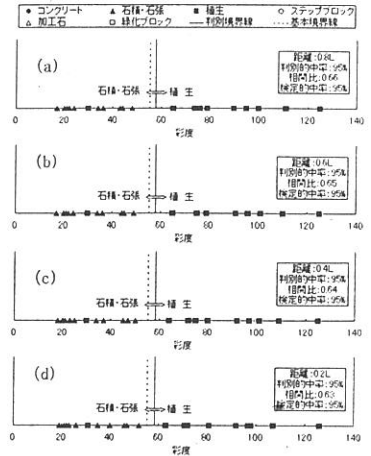 ● コンクリート ▲ 石積・石張 ■ 植生 ○ ステップブロック
△ 加工石 □ 緑化ブロック — 判別境界線 ····· 基本境界線
(a)
距離:0.8L
判別的中率:95%
相関比:0.66
検定的中率:95%
石積・石張 植生
0 20 40 60 80 100 120 140
彩度
(b)
距離:0.6L
判別的中率:95%
相関比:0.65
検定的中率:95%
石積・石張 植生
0 20 40 60 80 100 120 140
彩度
(c)
距離:0.4L
判別的中率:95%
相関比:0.64
検定的中率:95%
石積・石張 植生
0 20 40 60 80 100 120 140
彩度
(d)
距離:0.2L
判別的中率:95%
相関比:0.63
検定的中率:95%
石積・石張 植生
0 20 40 60 80 100 120 140
彩度